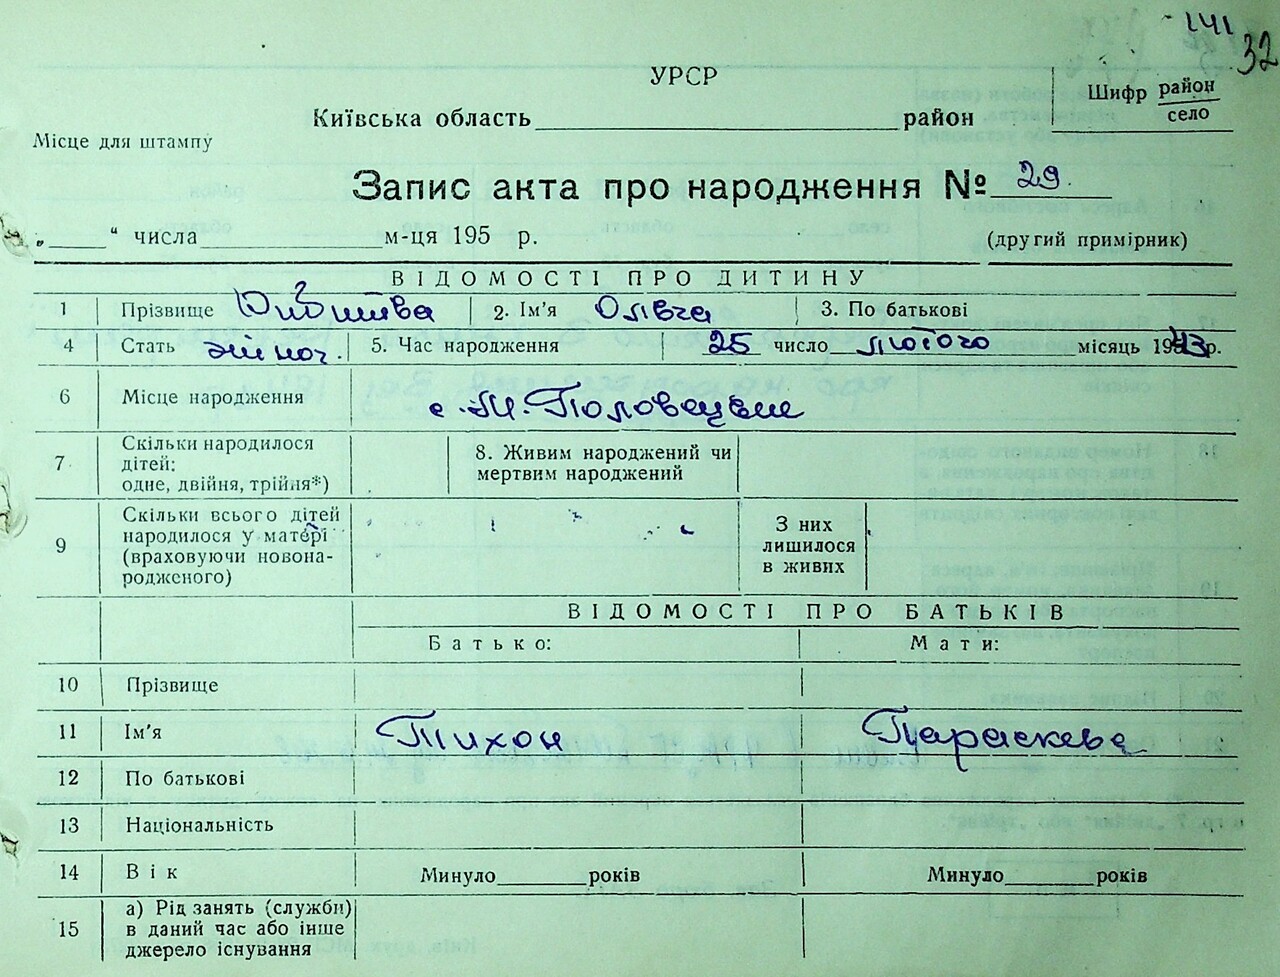 141
32
УРСР
Київська область район
Шифр район
село
Місце для штампу
Запис акта про народження № 29.
„ “ числа м-ця 195 р.
(другий примірник)
ВІДОМОСТІ ПРО ДИТИНУ
1 Прізвище 2. Ім'я Ольга 3. По батькові
4 Стать жіноч. 5. Час народження 25 число лютого місяць 1943 р.
6 Місце народження с. М. Половецьке
7 Скільки народилося дітей: одне, двійня, трійня*) 8. Живим народжений чи мертвим народжений
9 Скільки всього дітей народилося у матері (враховуючи новонародженого) З них лишилося в живих
ВІДОМОСТІ ПРО БАТЬКІВ
Батько: Мати:
10 Прізвище
11 Ім'я Тихон Параскева
12 По батькові
13 Національність
14 Вік Минуло років Минуло років
15 а) Рід занять (служби) в даний час або інше джерело існування